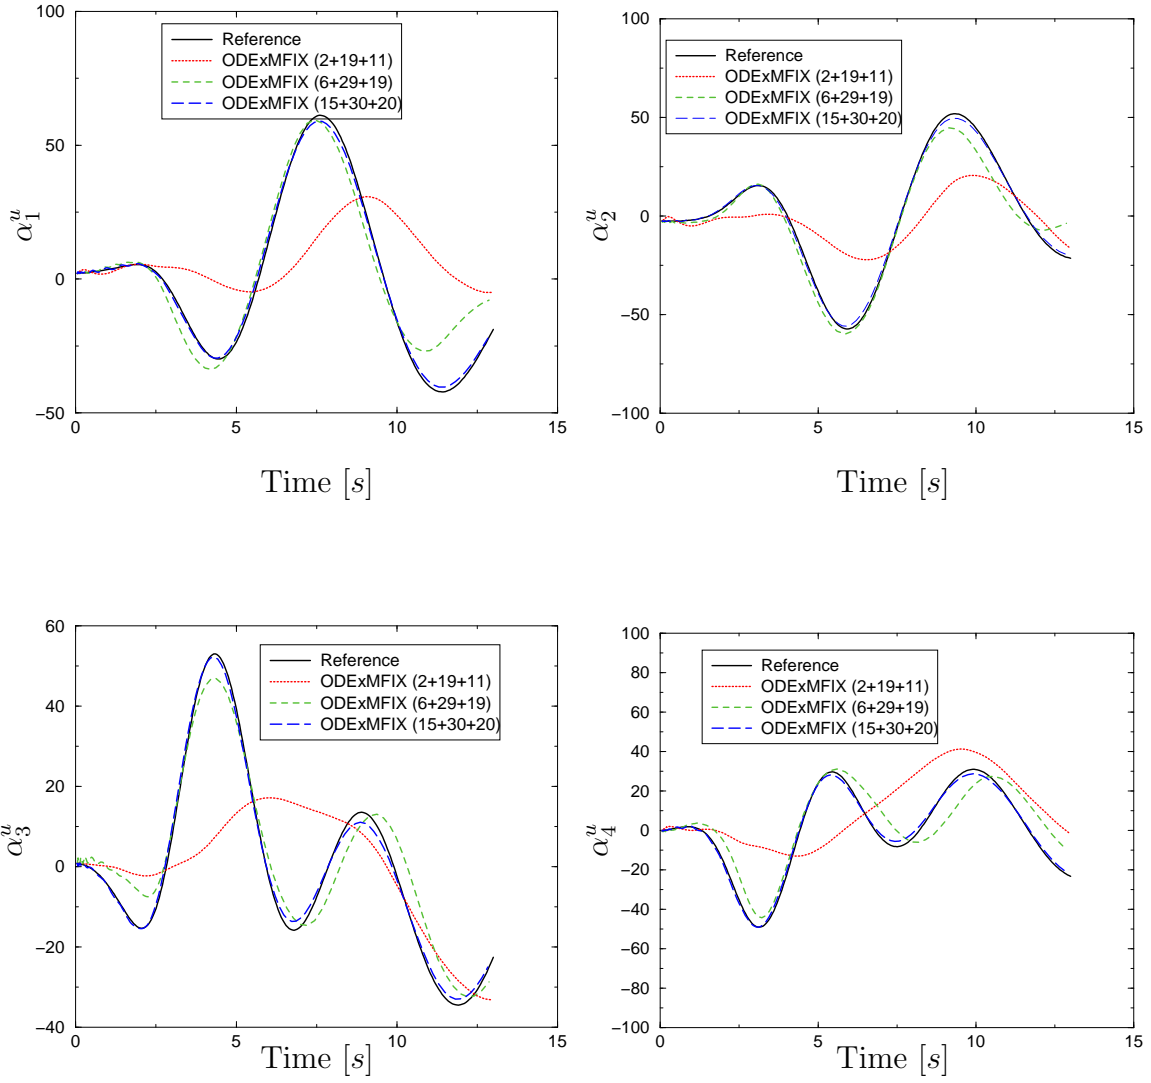 100
50
0
−50
0
5
10
15
α₁ᵘ
Time [s]
Reference
ODExMFIX (2+19+11)
ODExMFIX (6+29+19)
ODExMFIX (15+30+20)
100
50
0
−50
−100
0
5
10
15
α₂ᵘ
Time [s]
Reference
ODExMFIX (2+19+11)
ODExMFIX (6+29+19)
ODExMFIX (15+30+20)
60
40
20
0
−20
−40
0
5
10
15
α₃ᵘ
Time [s]
Reference
ODExMFIX (2+19+11)
ODExMFIX (6+29+19)
ODExMFIX (15+30+20)
100
80
60
40
20
0
−20
−40
−60
−80
−100
0
5
10
15
α₄ᵘ
Time [s]
Reference
ODExMFIX (2+19+11)
ODExMFIX (6+29+19)
ODExMFIX (15+30+20)